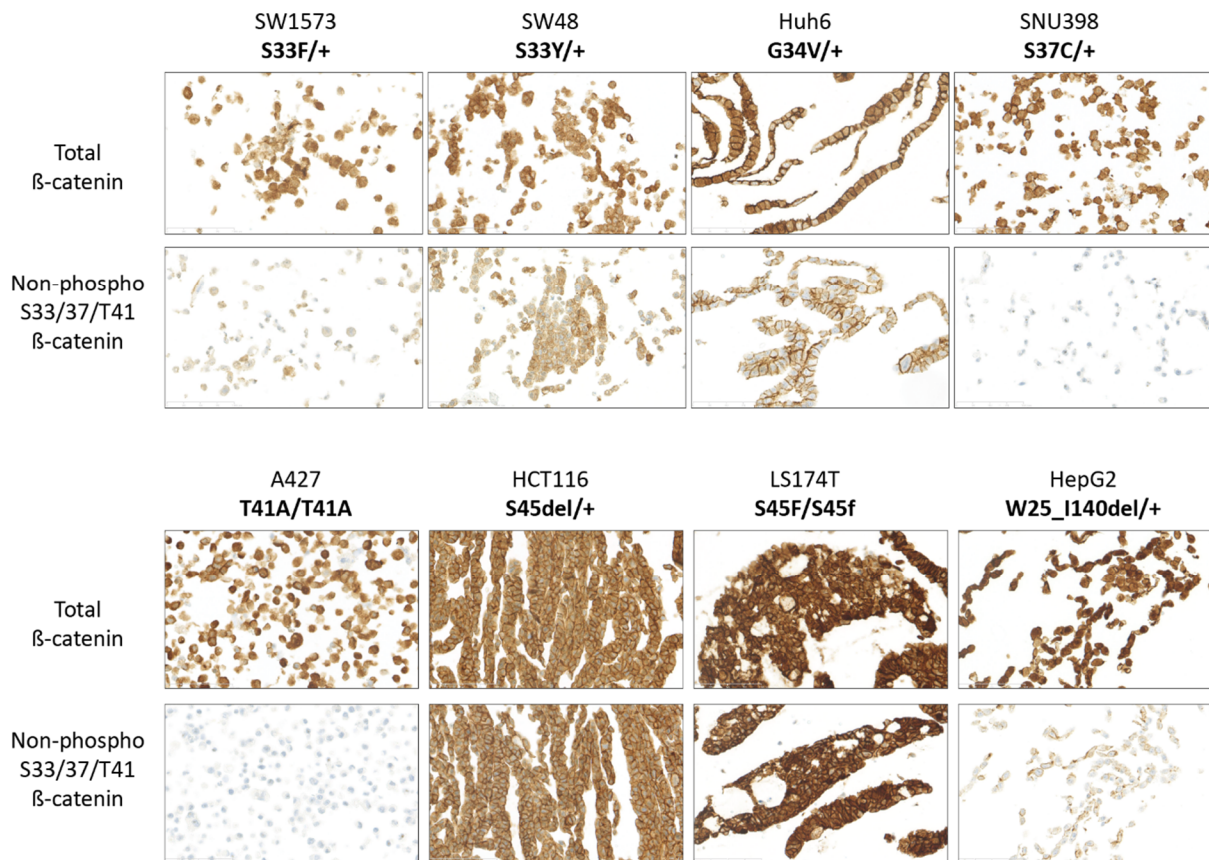 SW1573
S33F/+
SW48
S33Y/+
Huh6
G34V/+
SNU398
S37C/+
Total
ß-catenin
Non-phospho
S33/37/T41
ß-catenin
A427
T41A/T41A
HCT116
S45del/+
LS174T
S45F/S45f
HepG2
W25_I140del/+
Total
ß-catenin
Non-phospho
S33/37/T41
ß-catenin